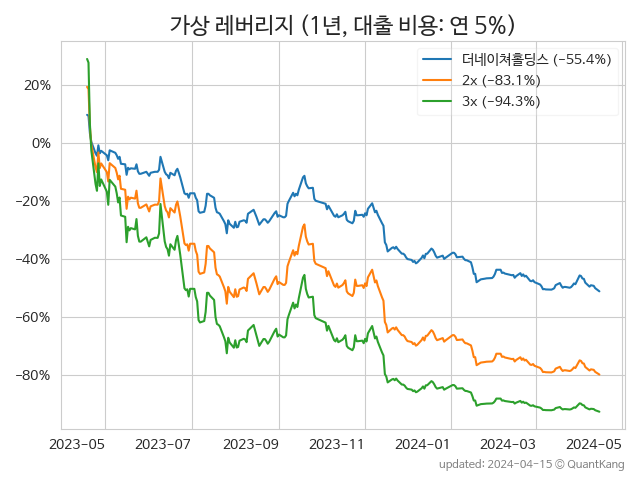 가상 레버리지 (1년, 대출 비용: 연 5%)
더네이쳐홀딩스 (−55.4%)
2x (−83.1%)
3x (−94.3%)
20%
0%
−20%
−40%
−60%
−80%
2023-05 2023-07 2023-09 2023-11 2024-01 2024-03 2024-05
updated: 2024-04-15 © QuantKang